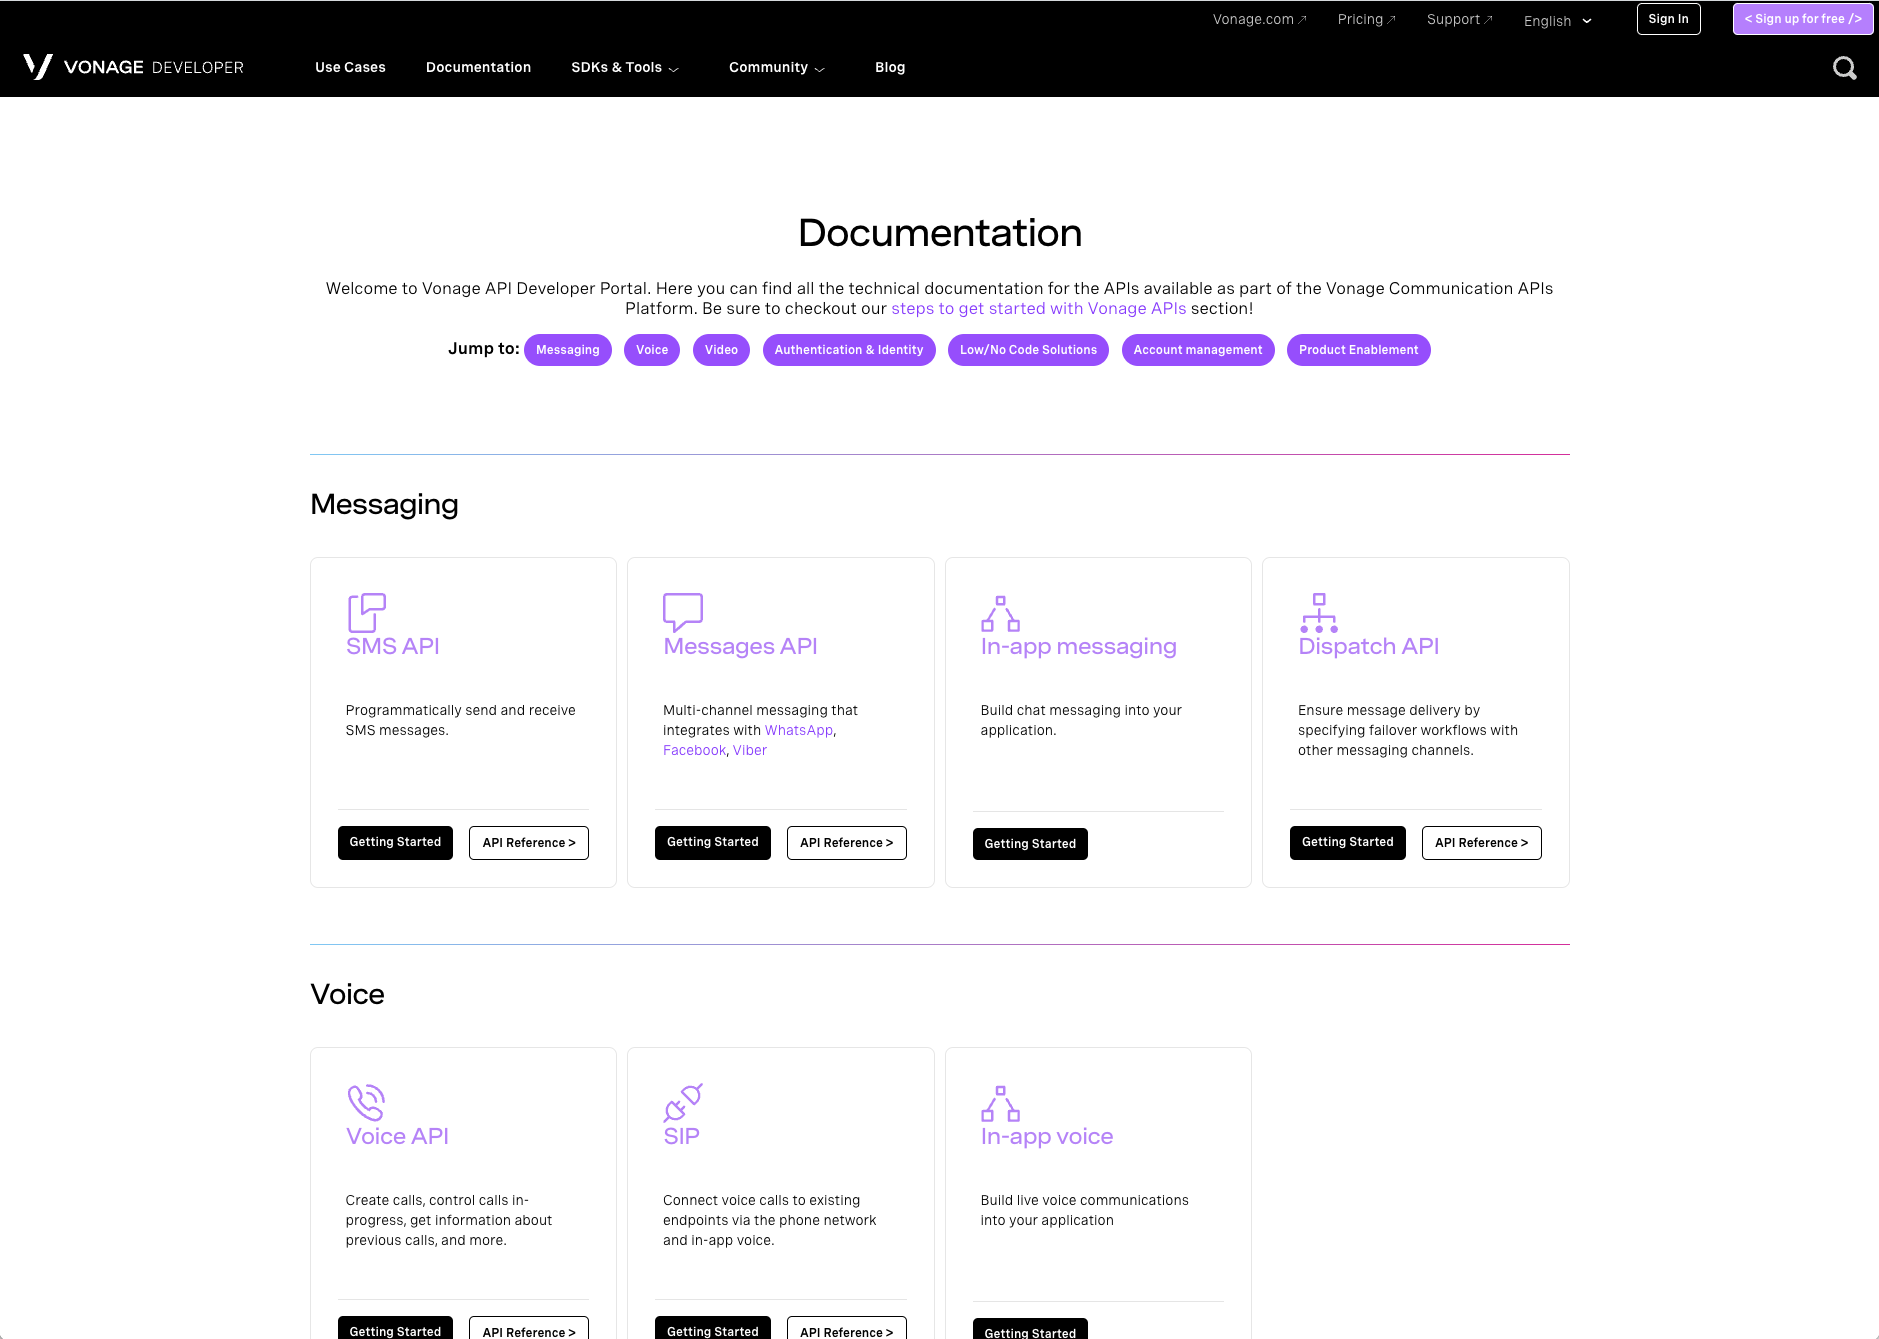 Vonage.com Pricing Support English Sign In < Sign up for free />
VONAGE DEVELOPER Use Cases Documentation SDKs & Tools Community Blog
Documentation
Welcome to Vonage API Developer Portal. Here you can find all the technical documentation for the APIs available as part of the Vonage Communication APIs
Platform. Be sure to checkout our steps to get started with Vonage APIs section!
Jump to: Messaging Voice Video Authentication & Identity Low/No Code Solutions Account management Product Enablement
Messaging
SMS API
Programmatically send and receive
SMS messages.
Getting Started API Reference >
Messages API
Multi-channel messaging that
integrates with WhatsApp,
Facebook, Viber
Getting Started API Reference >
In-app messaging
Build chat messaging into your
application.
Getting Started
Dispatch API
Ensure message delivery by
specifying failover workflows with
other messaging channels.
Getting Started API Reference >
Voice
Voice API
Create calls, control calls in-
progress, get information about
previous calls, and more.
Getting Started API Reference >
SIP
Connect voice calls to existing
endpoints via the phone network
and in-app voice.
Getting Started API Reference >
In-app voice
Build live voice communications
into your application
Getting Started